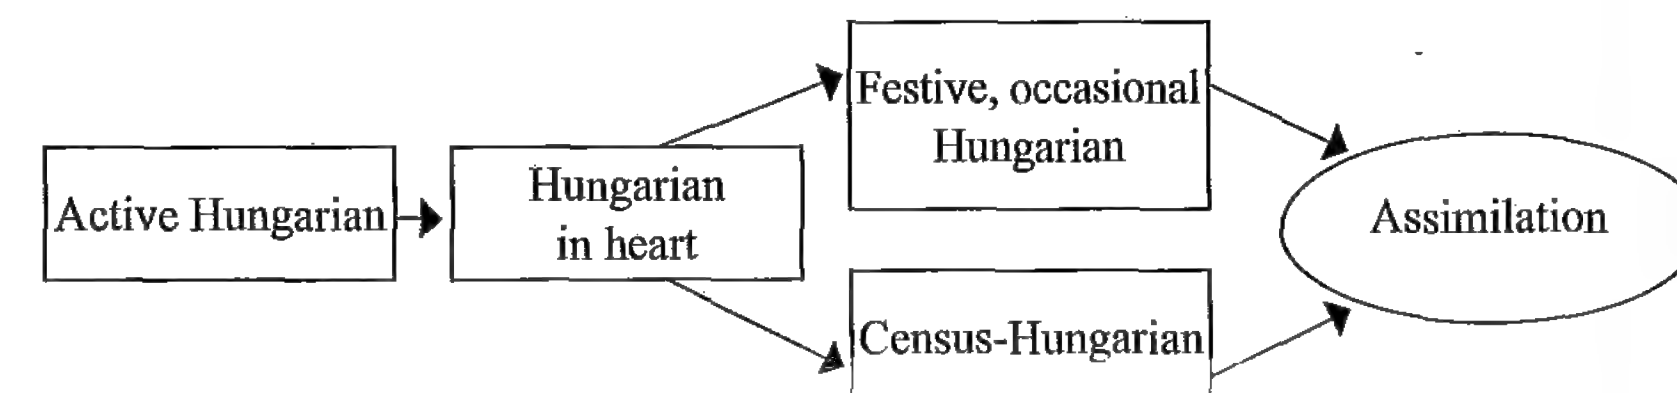 Active Hungarian
Hungarian
in heart
Festive, occasional
Hungarian
Census-Hungarian
Assimilation